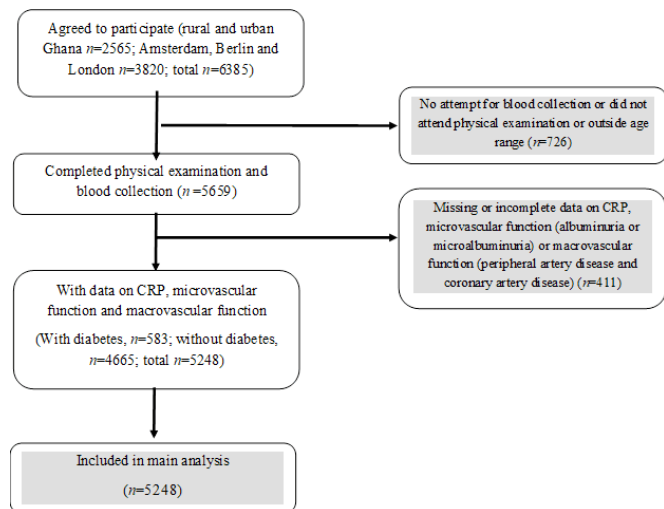 Agreed to participate (rural and urban
Ghana n=2565; Amsterdam, Berlin and
London n=3820; total n=6385)
No attempt for blood collection or did not
attend physical examination or outside age
range (n=726)
Completed physical examination and
blood collection (n =5659)
Missing or incomplete data on CRP,
microvascular function (albuminuria or
microalbuminuria) or macrovascular
function (peripheral artery disease and
coronary artery disease) (n=411)
With data on CRP, microvascular
function and macrovascular function
(With diabetes, n=583; without diabetes,
n=4665; total n=5248)
Included in main analysis
(n=5248)